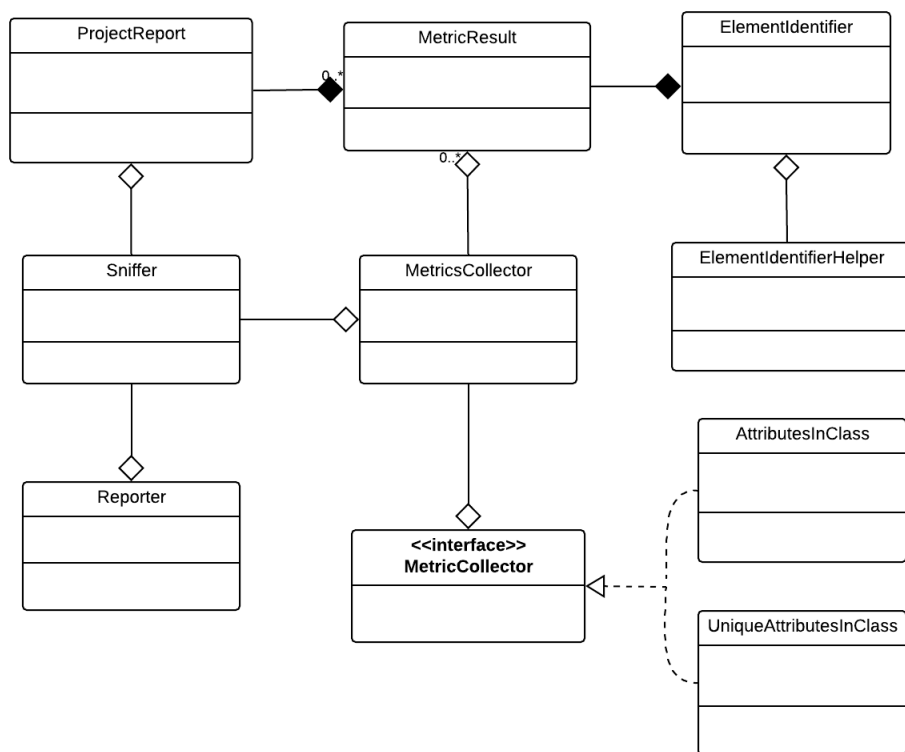 ProjectReport
MetricResult
ElementIdentifier
0..*
0..*
Sniffer
MetricsCollector
ElementIdentifierHelper
AttributesInClass
Reporter
<<interface>>
MetricCollector
UniqueAttributesInClass